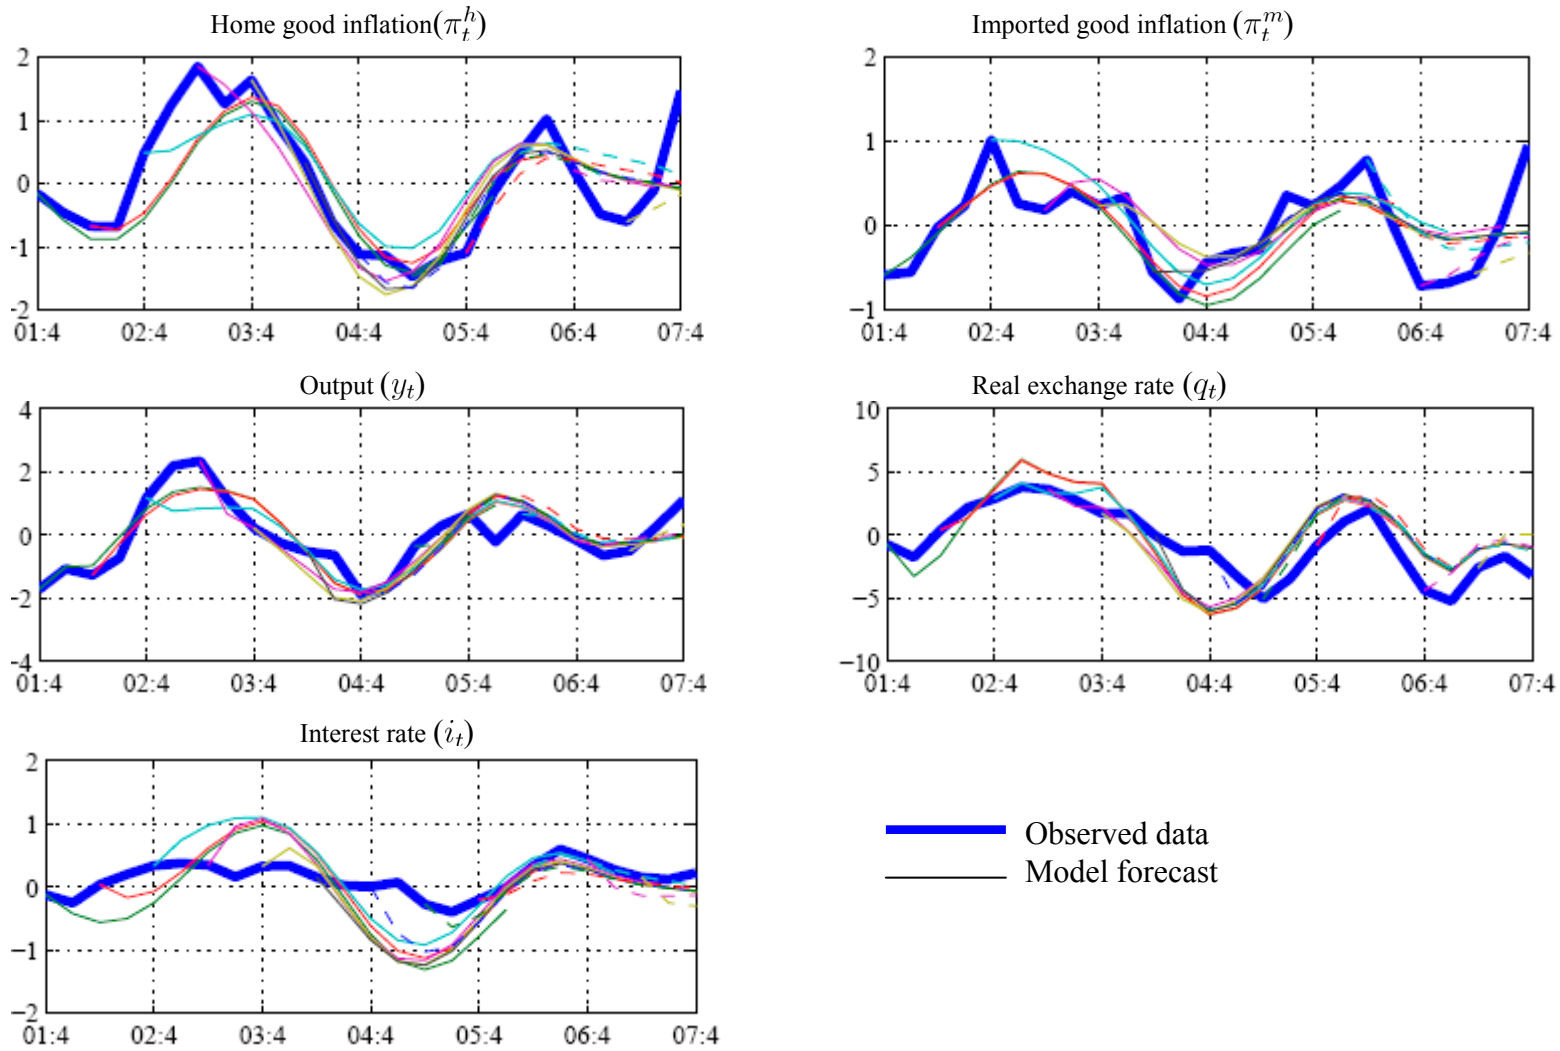 Home good inflation(π_t^h)
2
1
0
-1
-2
01:4 02:4 03:4 04:4 05:4 06:4 07:4
Imported good inflation (π_t^m)
2
1
0
−1
01:4 02:4 03:4 04:4 05:4 06:4 07:4
Output (y_t)
4
2
0
-2
-4
01:4 02:4 03:4 04:4 05:4 06:4 07:4
Real exchange rate (q_t)
10
5
0
−5
−10
01:4 02:4 03:4 04:4 05:4 06:4 07:4
Interest rate (i_t)
2
1
0
−1
−2
01:4 02:4 03:4 04:4 05:4 06:4 07:4
Observed data
Model forecast